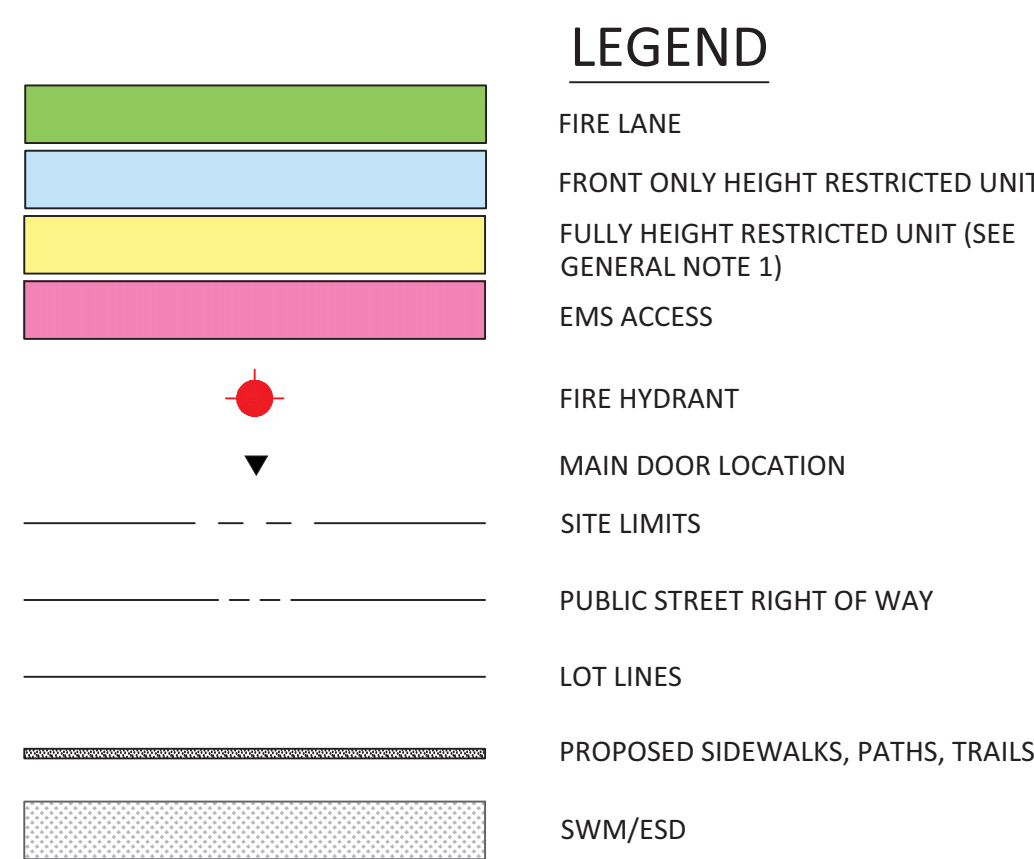 LEGEND
FIRE LANE
FRONT ONLY HEIGHT RESTRICTED UNIT
FULLY HEIGHT RESTRICTED UNIT (SEE
GENERAL NOTE 1)
EMS ACCESS
FIRE HYDRANT
MAIN DOOR LOCATION
SITE LIMITS
PUBLIC STREET RIGHT OF WAY
LOT LINES
PROPOSED SIDEWALKS, PATHS, TRAILS
SWM/ESD